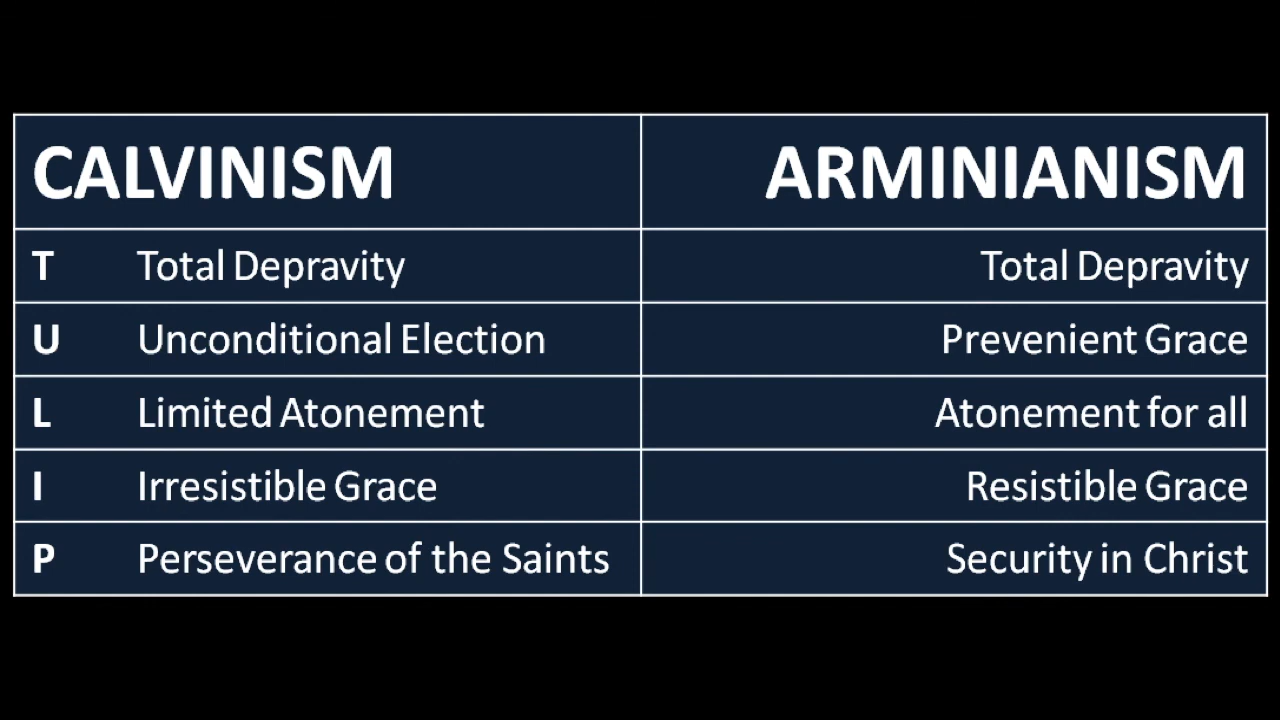 CALVINISM ARMINIANISM
T Total Depravity Total Depravity
U Unconditional Election Prevenient Grace
L Limited Atonement Atonement for all
I Irresistible Grace Resistible Grace
P Perseverance of the Saints Security in Christ